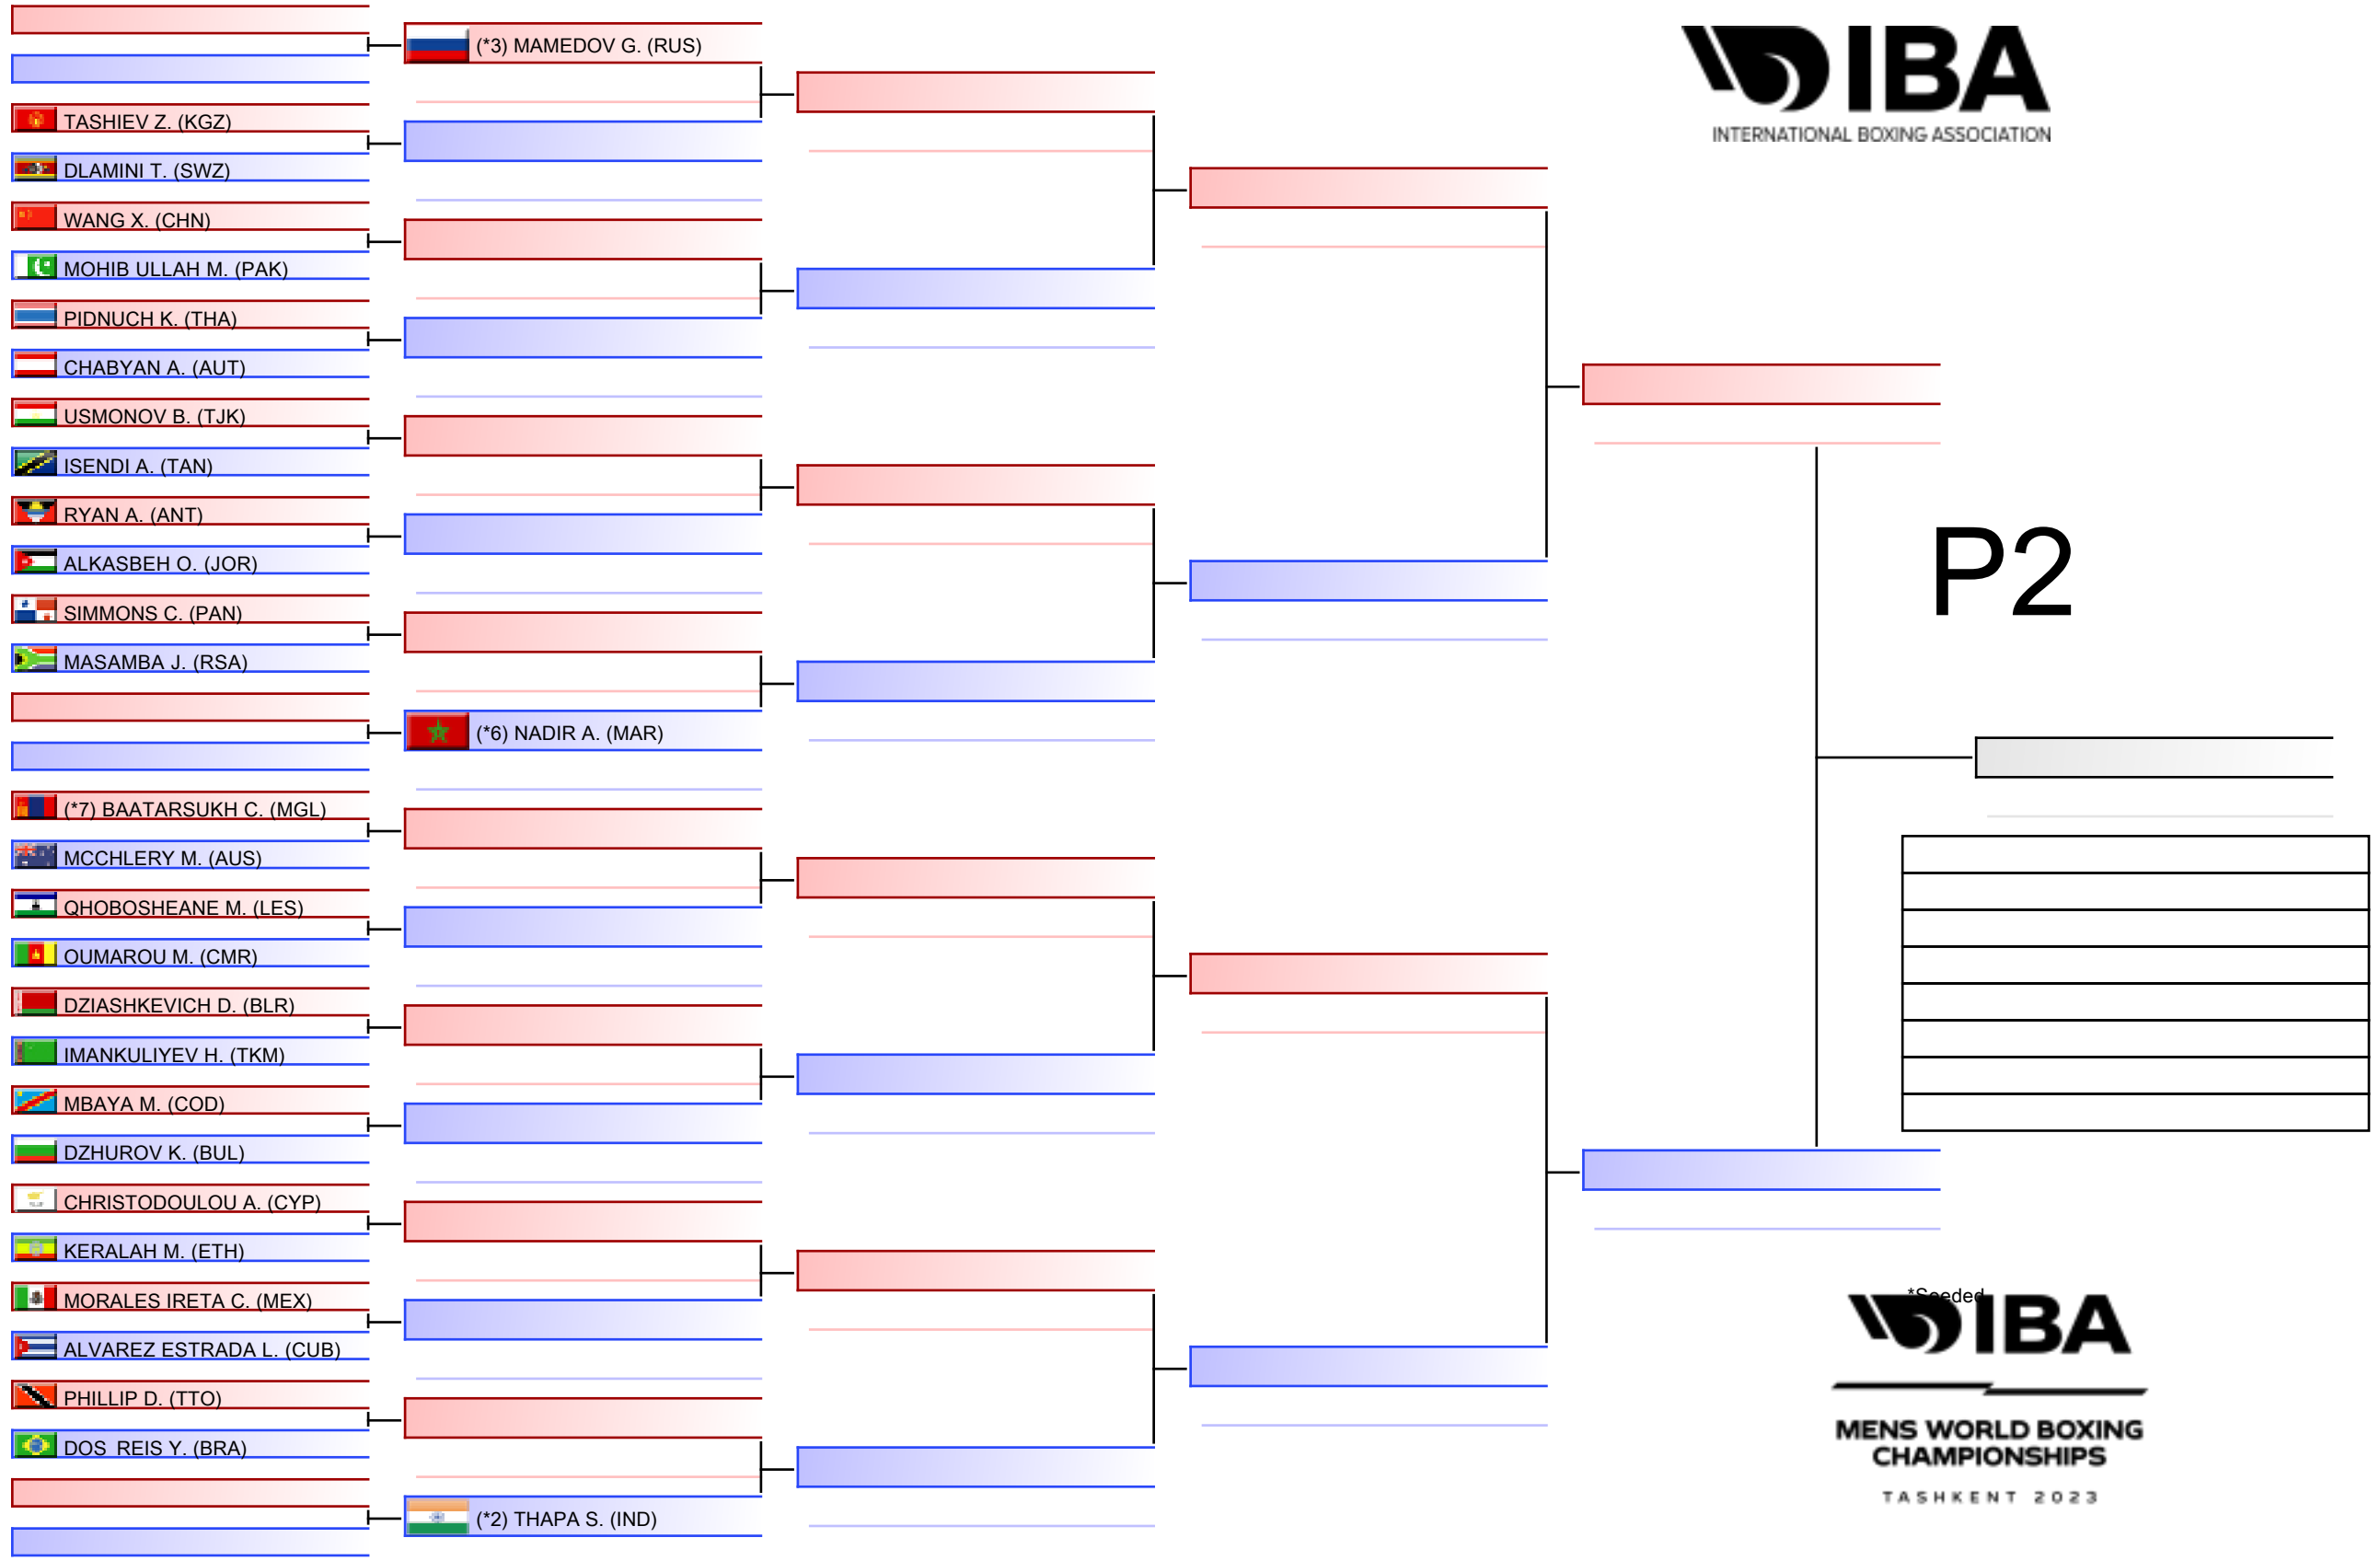 (*3) MAMEDOV G. (RUS)
TASHIEV Z. (KGZ)
DLAMINI T. (SWZ)
WANG X. (CHN)
MOHIB ULLAH M. (PAK)
PIDNUCH K. (THA)
CHABYAN A. (AUT)
USMONOV B. (TJK)
ISENDI A. (TAN)
RYAN A. (ANT)
ALKASBEH O. (JOR)
SIMMONS C. (PAN)
MASAMBA J. (RSA)
(*6) NADIR A. (MAR)
(*7) BAATARSUKH C. (MGL)
MCCHLERY M. (AUS)
QHOBOSHEANE M. (LES)
OUMAROU M. (CMR)
DZIASHKEVICH D. (BLR)
IMANKULIYEV H. (TKM)
MBAYA M. (COD)
DZHUROV K. (BUL)
CHRISTODOULOU A. (CYP)
KERALAH M. (ETH)
MORALES IRETA C. (MEX)
ALVAREZ ESTRADA L. (CUB)
PHILLIP D. (TTO)
DOS REIS Y. (BRA)
(*2) THAPA S. (IND)
IBA
INTERNATIONAL BOXING ASSOCIATION
P2
*Seeded
IBA
MENS WORLD BOXING
CHAMPIONSHIPS
TASHKENT 2023